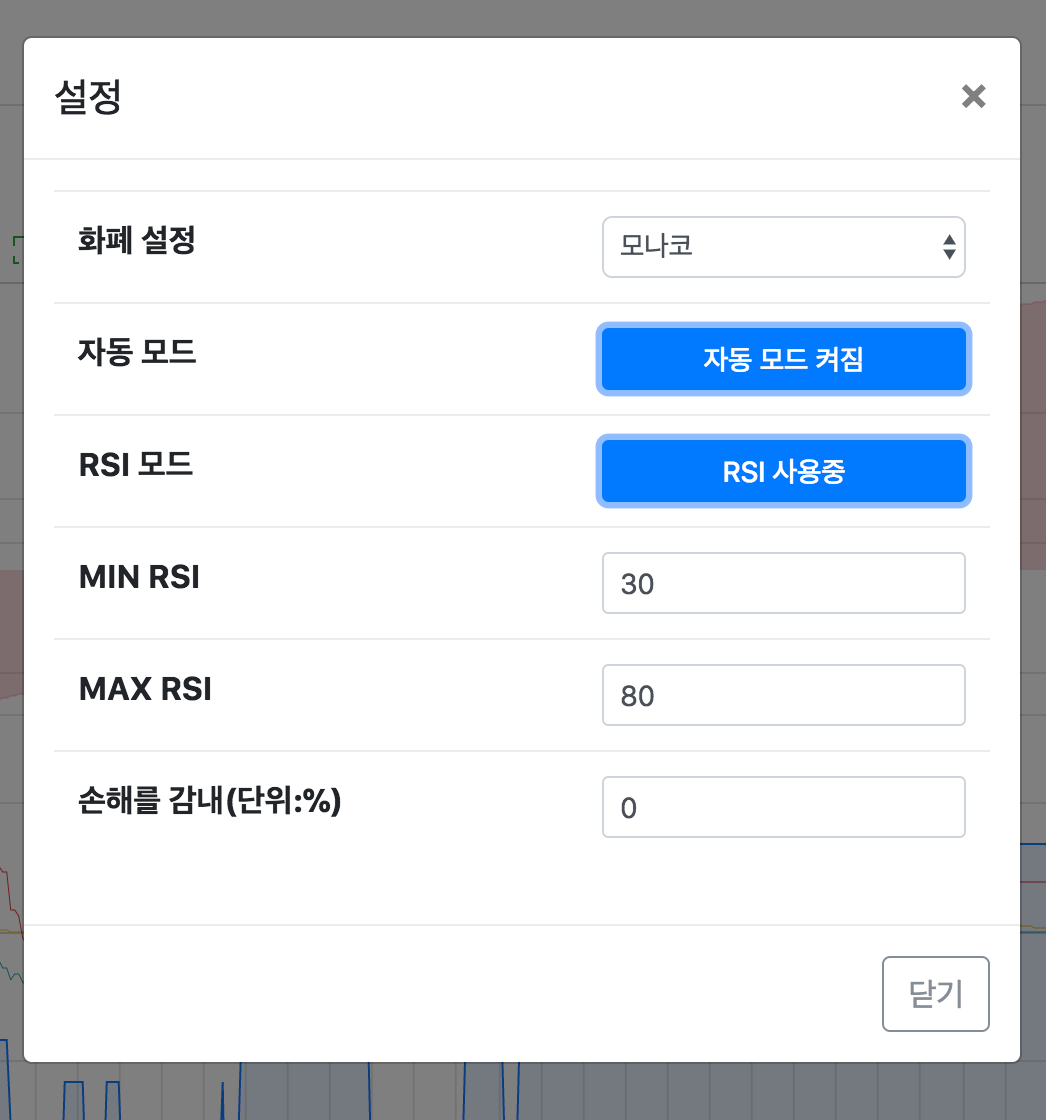 설정
화폐 설정
모나코
자동 모드
자동 모드 켜짐
RSI 모드
RSI 사용중
MIN RSI
30
MAX RSI
80
손해를 감내(단위:%)
0
닫기